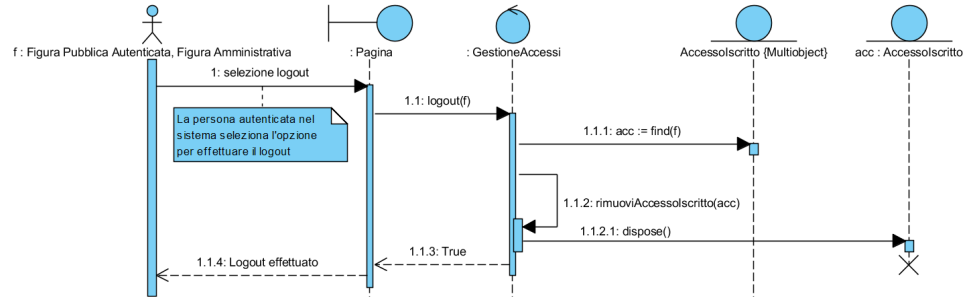 f : Figura Pubblica Autenticata, Figura Amministrativa
: Pagina
: GestioneAccessi
AccessoIscritto {Multiobject}
acc : AccessoIscritto
1: selezione logout
La persona autenticata nel
sistema seleziona l'opzione
per effettuare il logout
1.1: logout(f)
1.1.1: acc := find(f)
1.1.2: rimuoviAccessoIscritto(acc)
1.1.2.1: dispose()
1.1.3: True
1.1.4: Logout effettuato